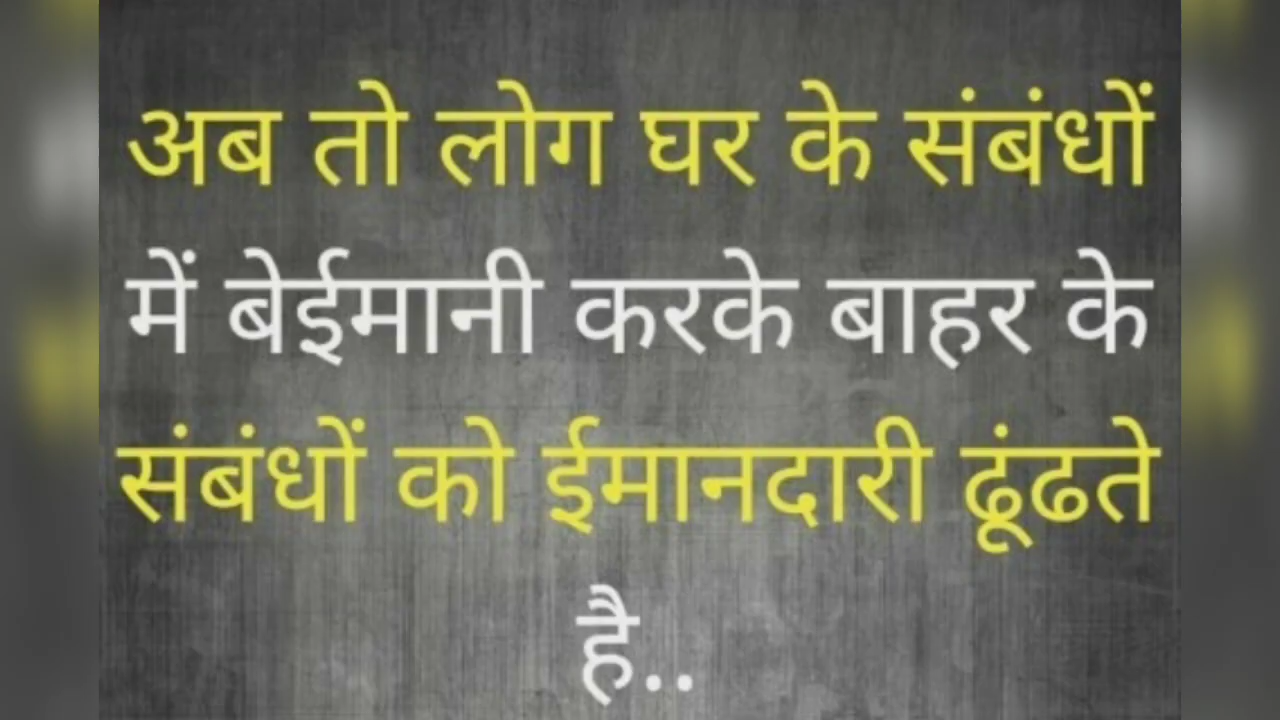 अब तो लोग घर के संबंधों
में बेईमानी करके बाहर के
संबंधों को ईमानदारी ढूंढते
है..